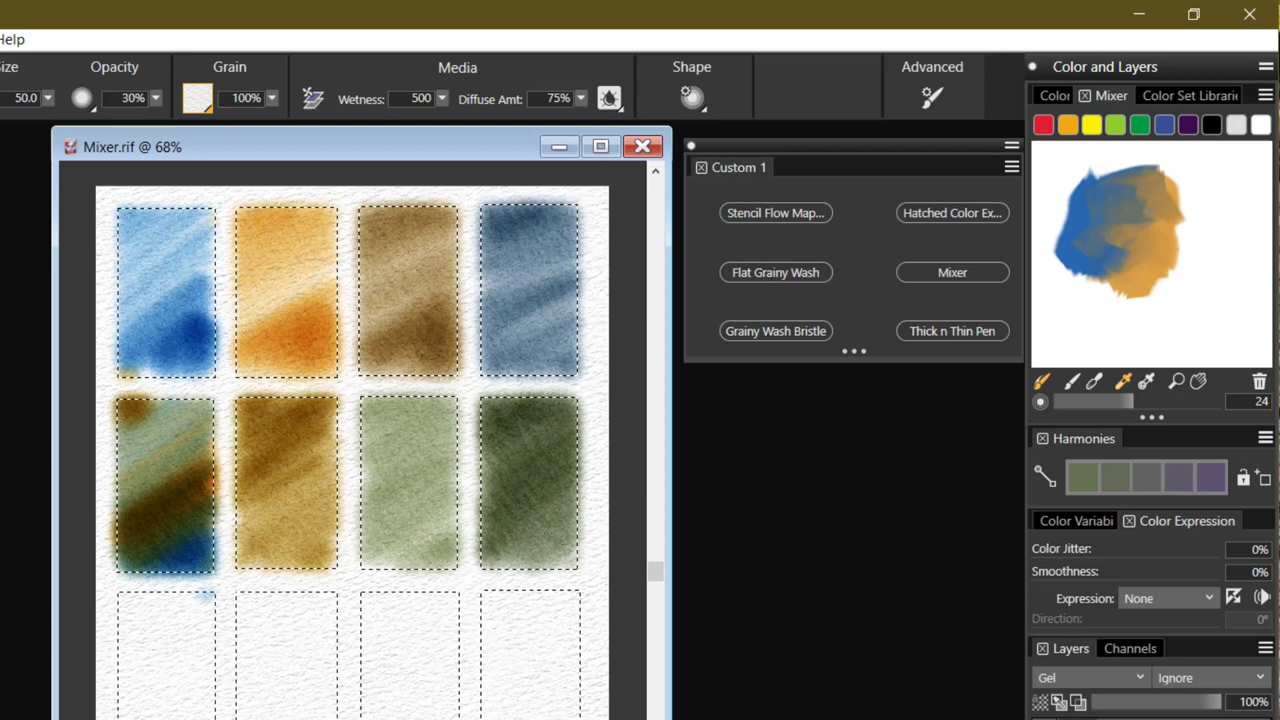 Help
ize Opacity Grain Media Shape Advanced
50.0 30% 100% Wetness: 500 Diffuse Amt: 75%
Mixer.rif @ 68%
Custom 1
Stencil Flow Map... Hatched Color Ex...
Flat Grainy Wash Mixer
Grainy Wash Bristle Thick n Thin Pen
Color and Layers
Color Mixer Color Set Librarie
24
Harmonies
Color Variabi Color Expression
Color Jitter: 0%
Smoothness: 0%
Expression: None
Direction: 0°
Layers Channels
Gel Ignore
100%